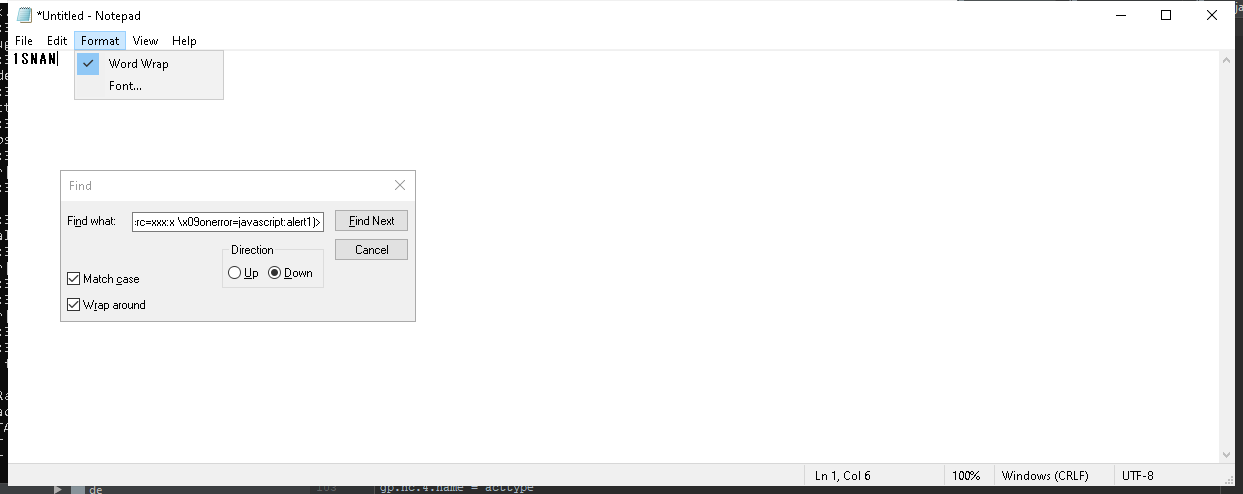 *Untitled - Notepad
File Edit Format View Help
1SNAN
Word Wrap
Font...
Find
Find what: :rc=xxx:x \x09onerror=javascript:alert1)> Find Next
Direction Cancel
Up Down
Match case
Wrap around
Ln 1, Col 6 100% Windows (CRLF) UTF-8
de 103 gp.nc.4.name = acctype